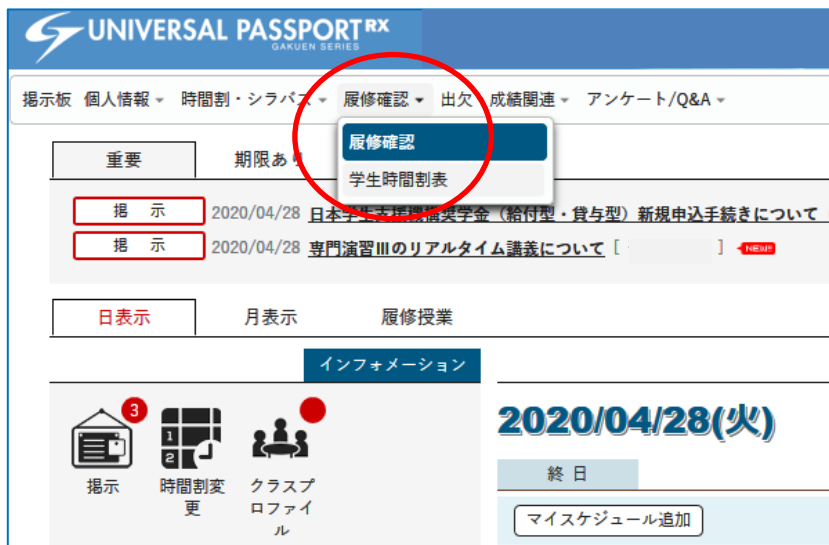 UNIVERSAL PASSPORT RX
GAKUEN SERIES
掲示板 個人情報 時間割・シラバス 履修確認 出欠 成績関連 アンケート/Q&A
履修確認
学生時間割表
重要 期限あり
掲 示 2020/04/28 日本学生支援機構奨学金(給付型・貸与型)新規申込手続きについて
掲 示 2020/04/28 専門演習IIIのリアルタイム講義について [ ] NEW!!
日表示 月表示 履修授業
インフォメーション
3
1
2
掲示 時間割変更 クラスプロファイル
2020/04/28(火)
終 日
マイスケジュール追加